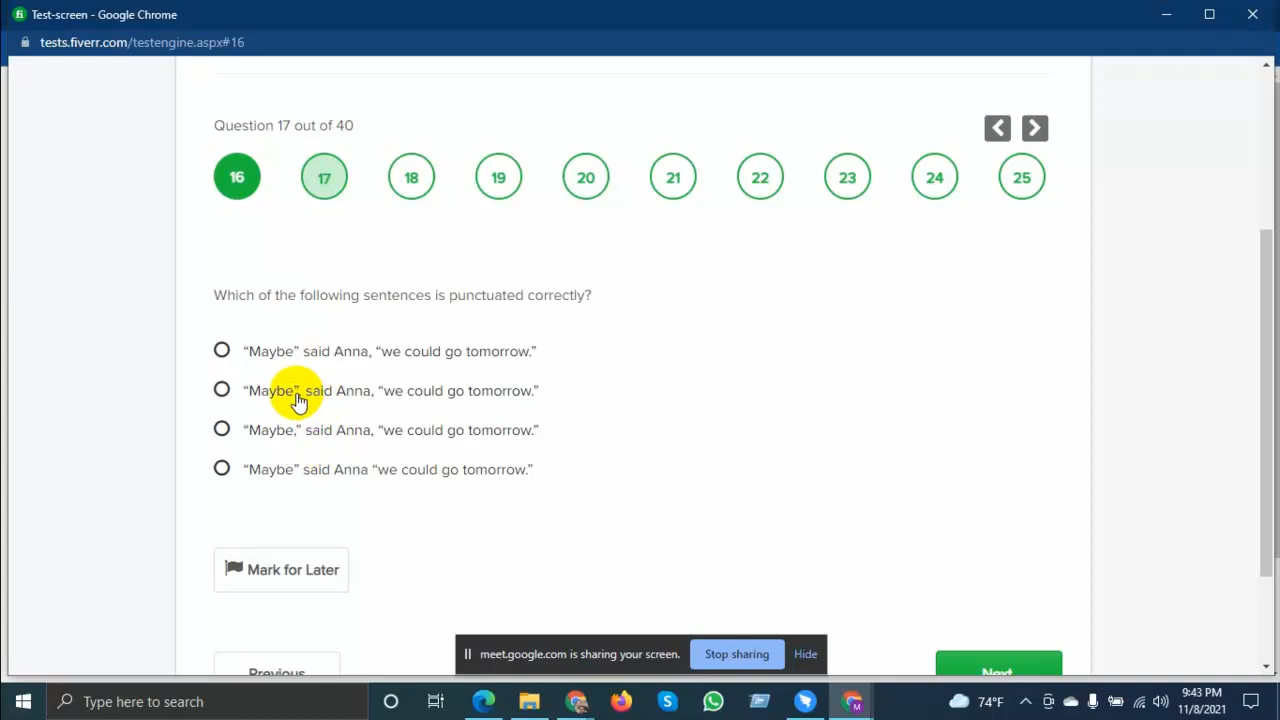 fi Test-screen - Google Chrome
tests.fiverr.com/testengine.aspx#16
Question 17 out of 40
16 17 18 19 20 21 22 23 24 25
Which of the following sentences is punctuated correctly?
“Maybe” said Anna, “we could go tomorrow.”
“Maybe”, said Anna, “we could go tomorrow.”
“Maybe,” said Anna, “we could go tomorrow.”
“Maybe” said Anna “we could go tomorrow.”
Mark for Later
meet.google.com is sharing your screen. Stop sharing Hide
Previous Next
Type here to search
M
74°F
9:43 PM
11/8/2021